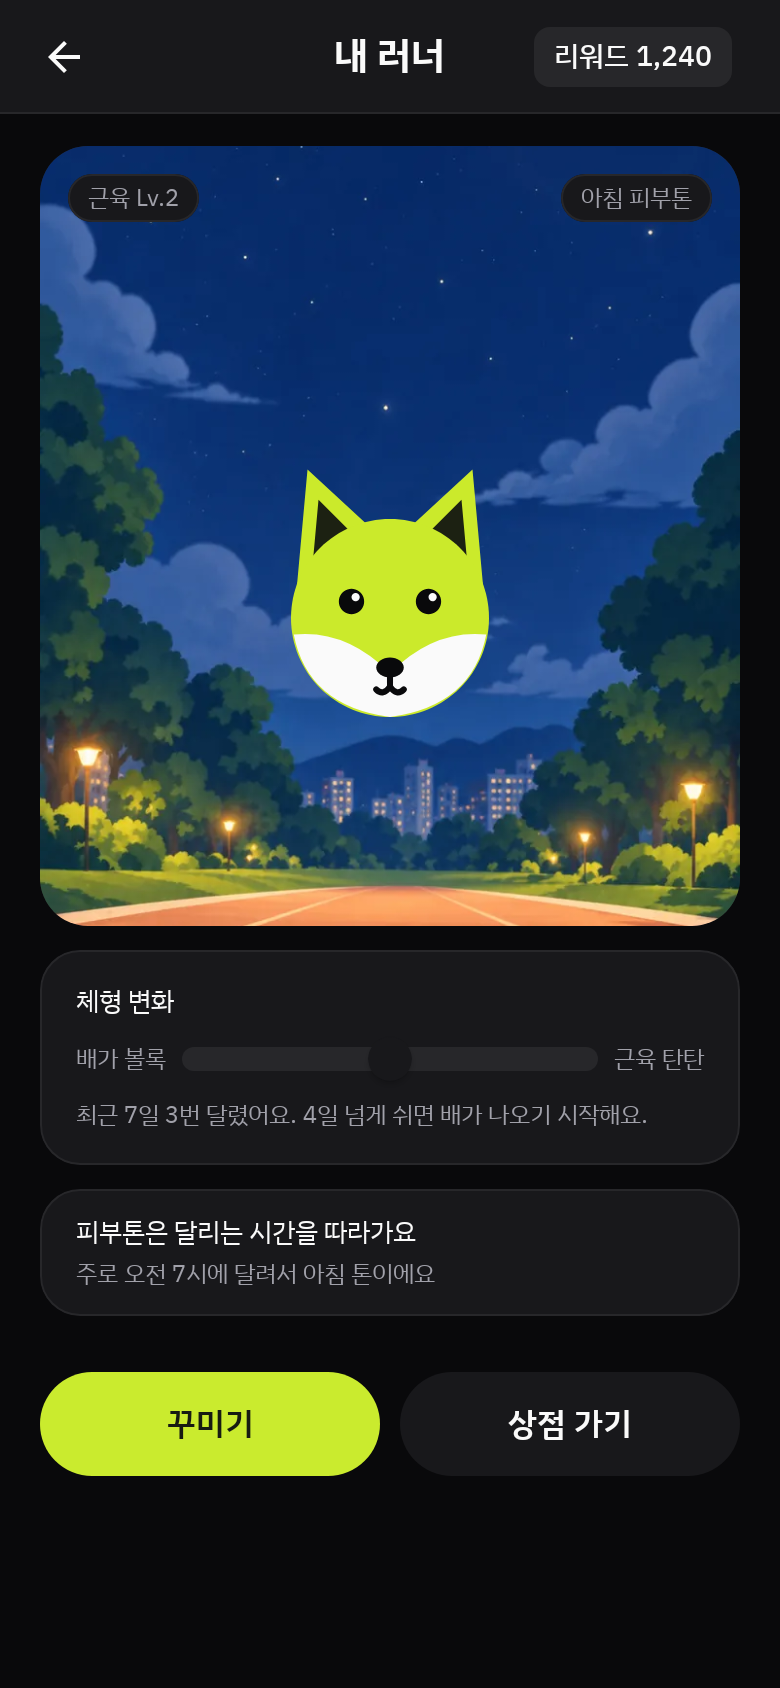 내 러너
리워드 1,240
근육 Lv.2
아침 피부톤
체형 변화
배가 볼록
근육 탄탄
최근 7일 3번 달렸어요. 4일 넘게 쉬면 배가 나오기 시작해요.
피부톤은 달리는 시간을 따라가요
주로 오전 7시에 달려서 아침 톤이에요
꾸미기
상점 가기